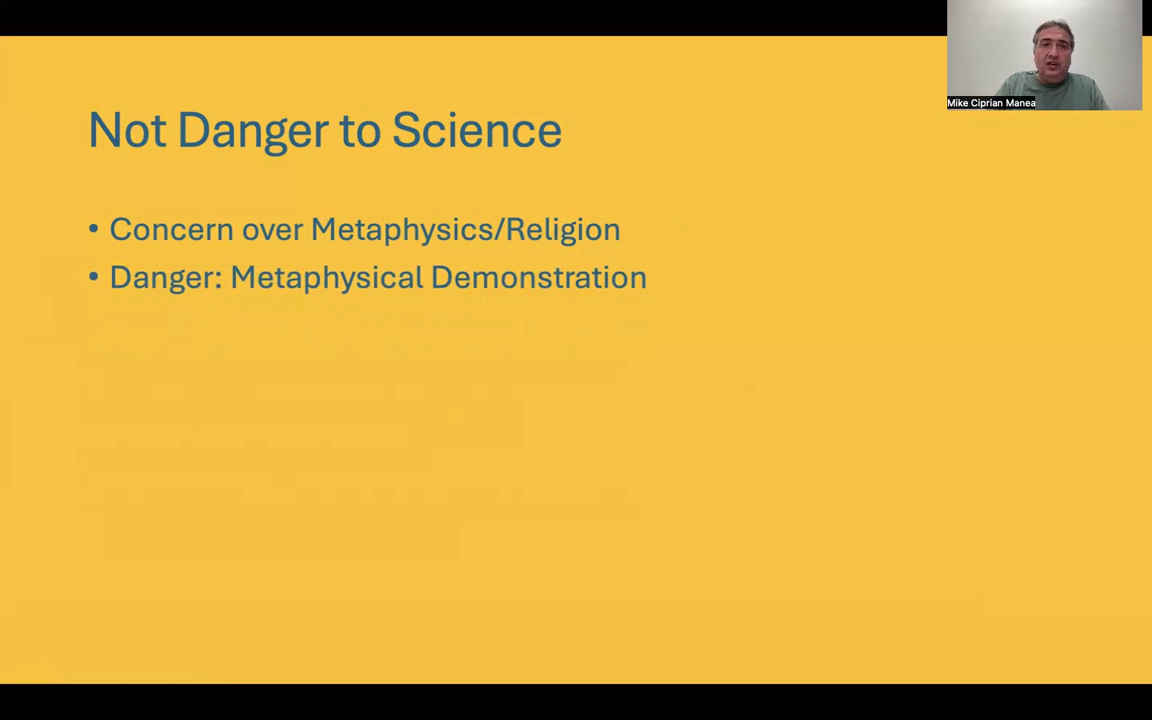 Mike Ciprian Manea
Not Danger to Science
• Concern over Metaphysics/Religion
• Danger: Metaphysical Demonstration